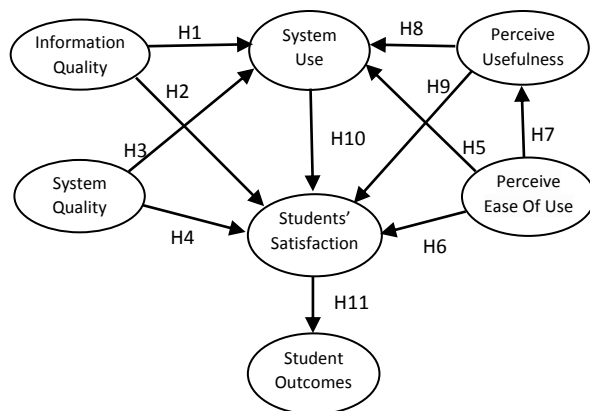 Information
Quality
H1
System
Use
H8
Perceive
Usefulness
H2
H9
H3
H10
H5
H7
System
Quality
H4
Students’
Satisfaction
H6
Perceive
Ease Of Use
H11
Student
Outcomes